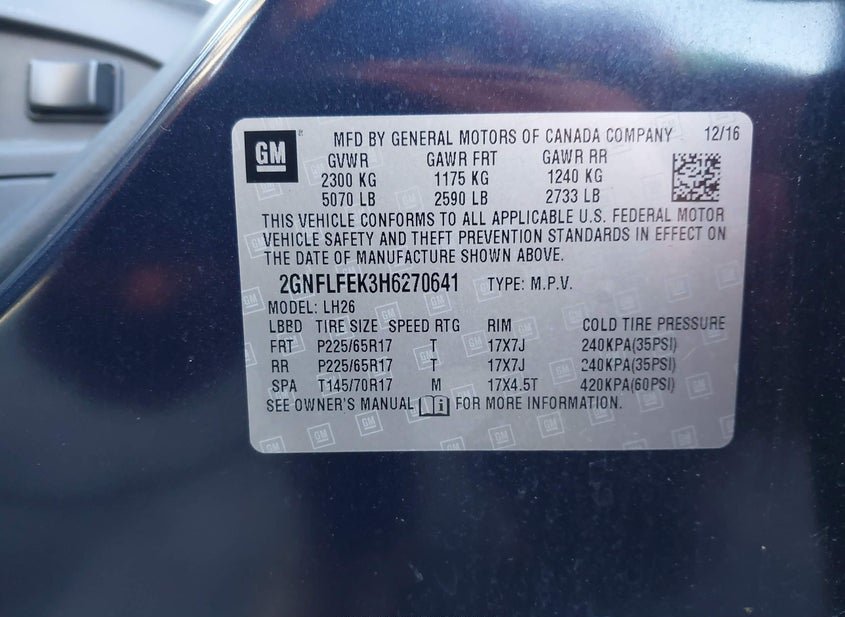 GM MFD BY GENERAL MOTORS OF CANADA COMPANY 12/16
GVWR GAWR FRT GAWR RR
2300 KG 1175 KG 1240 KG
5070 LB 2590 LB 2733 LB
THIS VEHICLE CONFORMS TO ALL APPLICABLE U.S. FEDERAL MOTOR
VEHICLE SAFETY AND THEFT PREVENTION STANDARDS IN EFFECT ON
THE DATE OF MANUFACTURE SHOWN ABOVE.
2GNFLFEK3H6270641 TYPE: M.P.V.
MODEL: LH26
LBBD TIRE SIZE SPEED RTG RIM COLD TIRE PRESSURE
FRT P225/65R17 T 17X7J 240KPA(35PSI)
RR P225/65R17 T 17X7J 240KPA(35PSI)
SPA T145/70R17 M 17X4.5T 420KPA(60PSI)
SEE OWNER'S MANUAL FOR MORE INFORMATION.